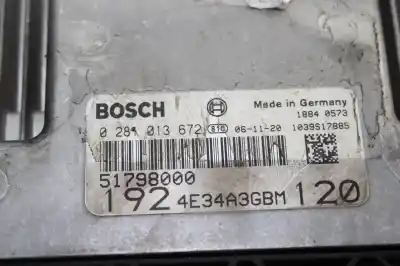 BOSCH
Made in Germany
1884 0573
0 281 013 672 06-11-20 1039S17885
51798000
192 4E34A3GBM 120